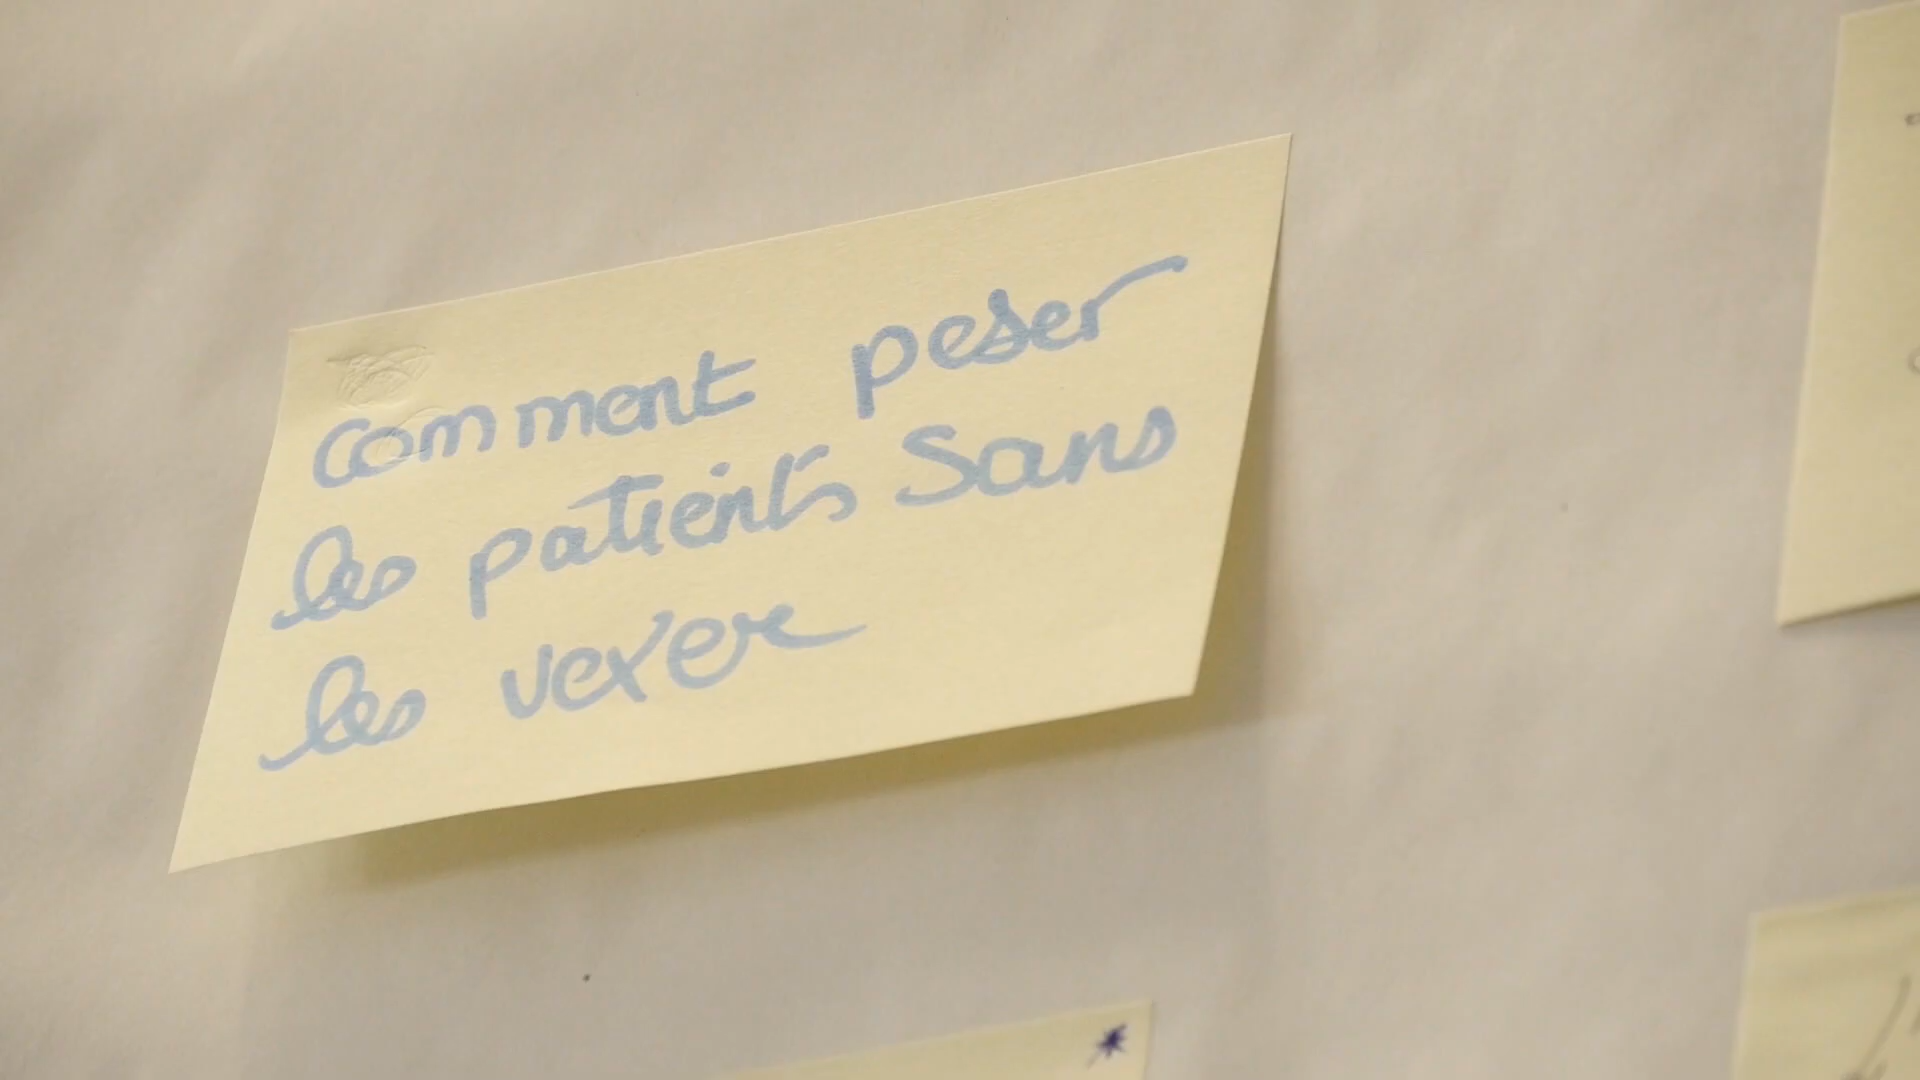 comment peser
les patients sans
les vexer